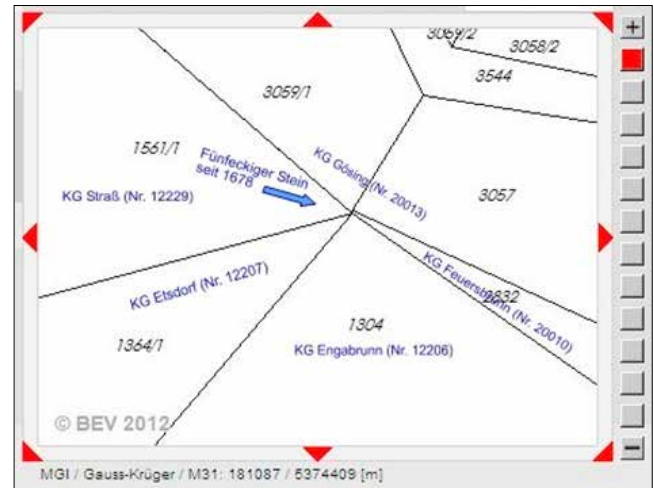 +
3059/2
3058/2
3544
3059/1
1561/1
Fünfeckiger Stein
seit 1678
KG Gösing (Nr. 20013)
3057
KG Straß (Nr. 12229)
KG Etsdorf (Nr. 12207)
KG Feuersbrunn (Nr. 20010)
2832
1304
1364/1
KG Engabrunn (Nr. 12206)
© BEV 2012
−
MGI / Gauss-Krüger / M31: 181087 / 5374409 [m]